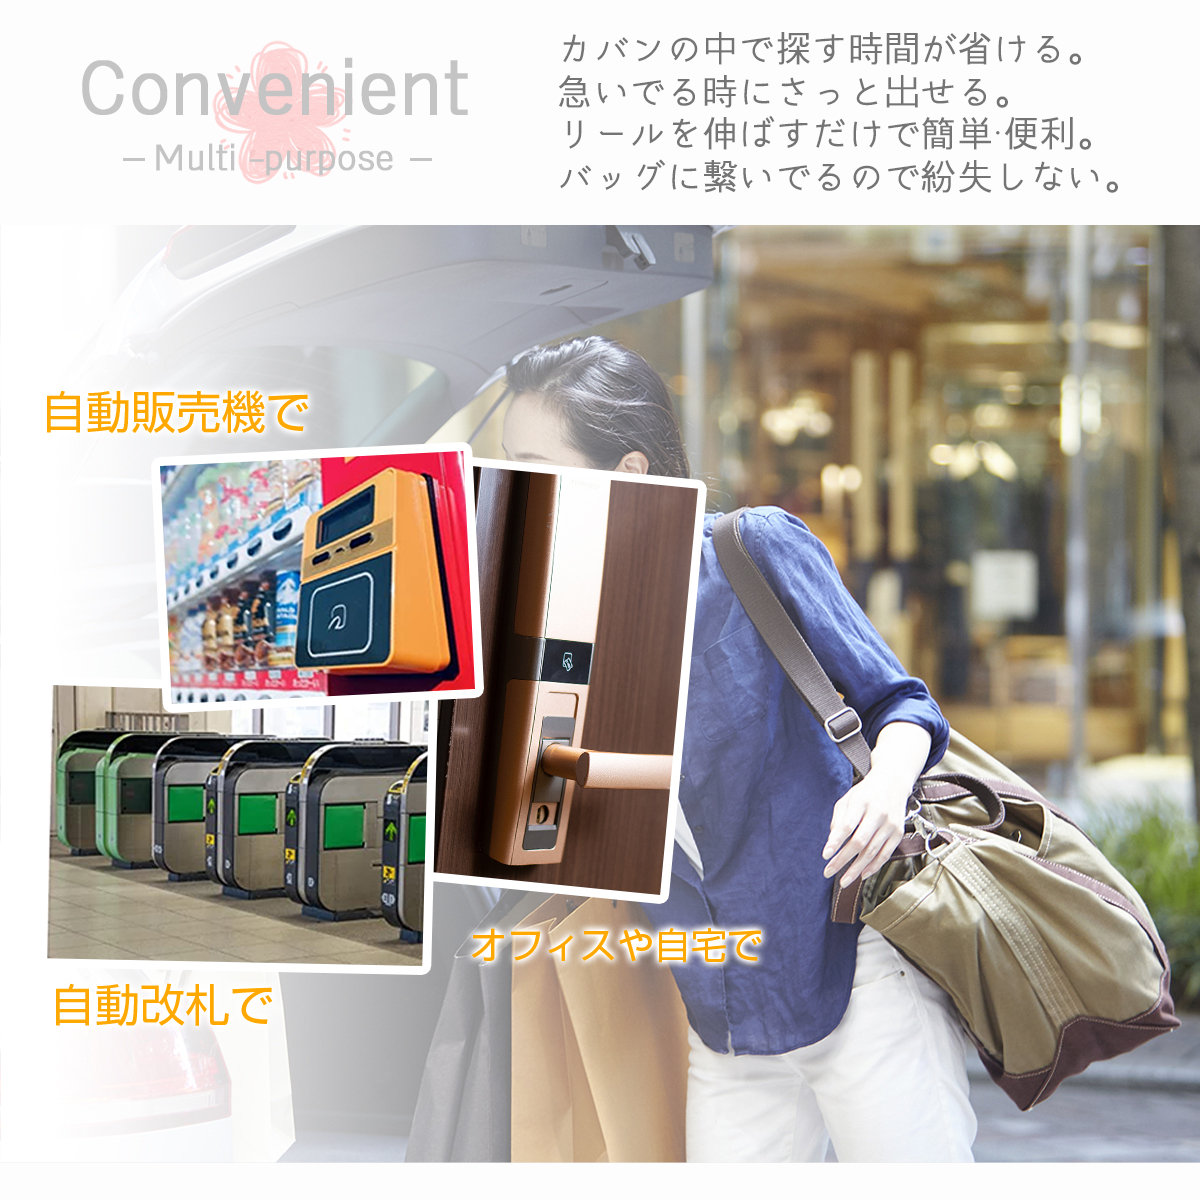 Convenient
– Multi -purpose –
カバンの中で探す時間が省ける。
急いでる時にさっと出せる。
リールを伸ばすだけで簡単·便利。
バッグに繋いでるので紛失しない。
自動販売機で
オフィスや自宅で
自動改札で